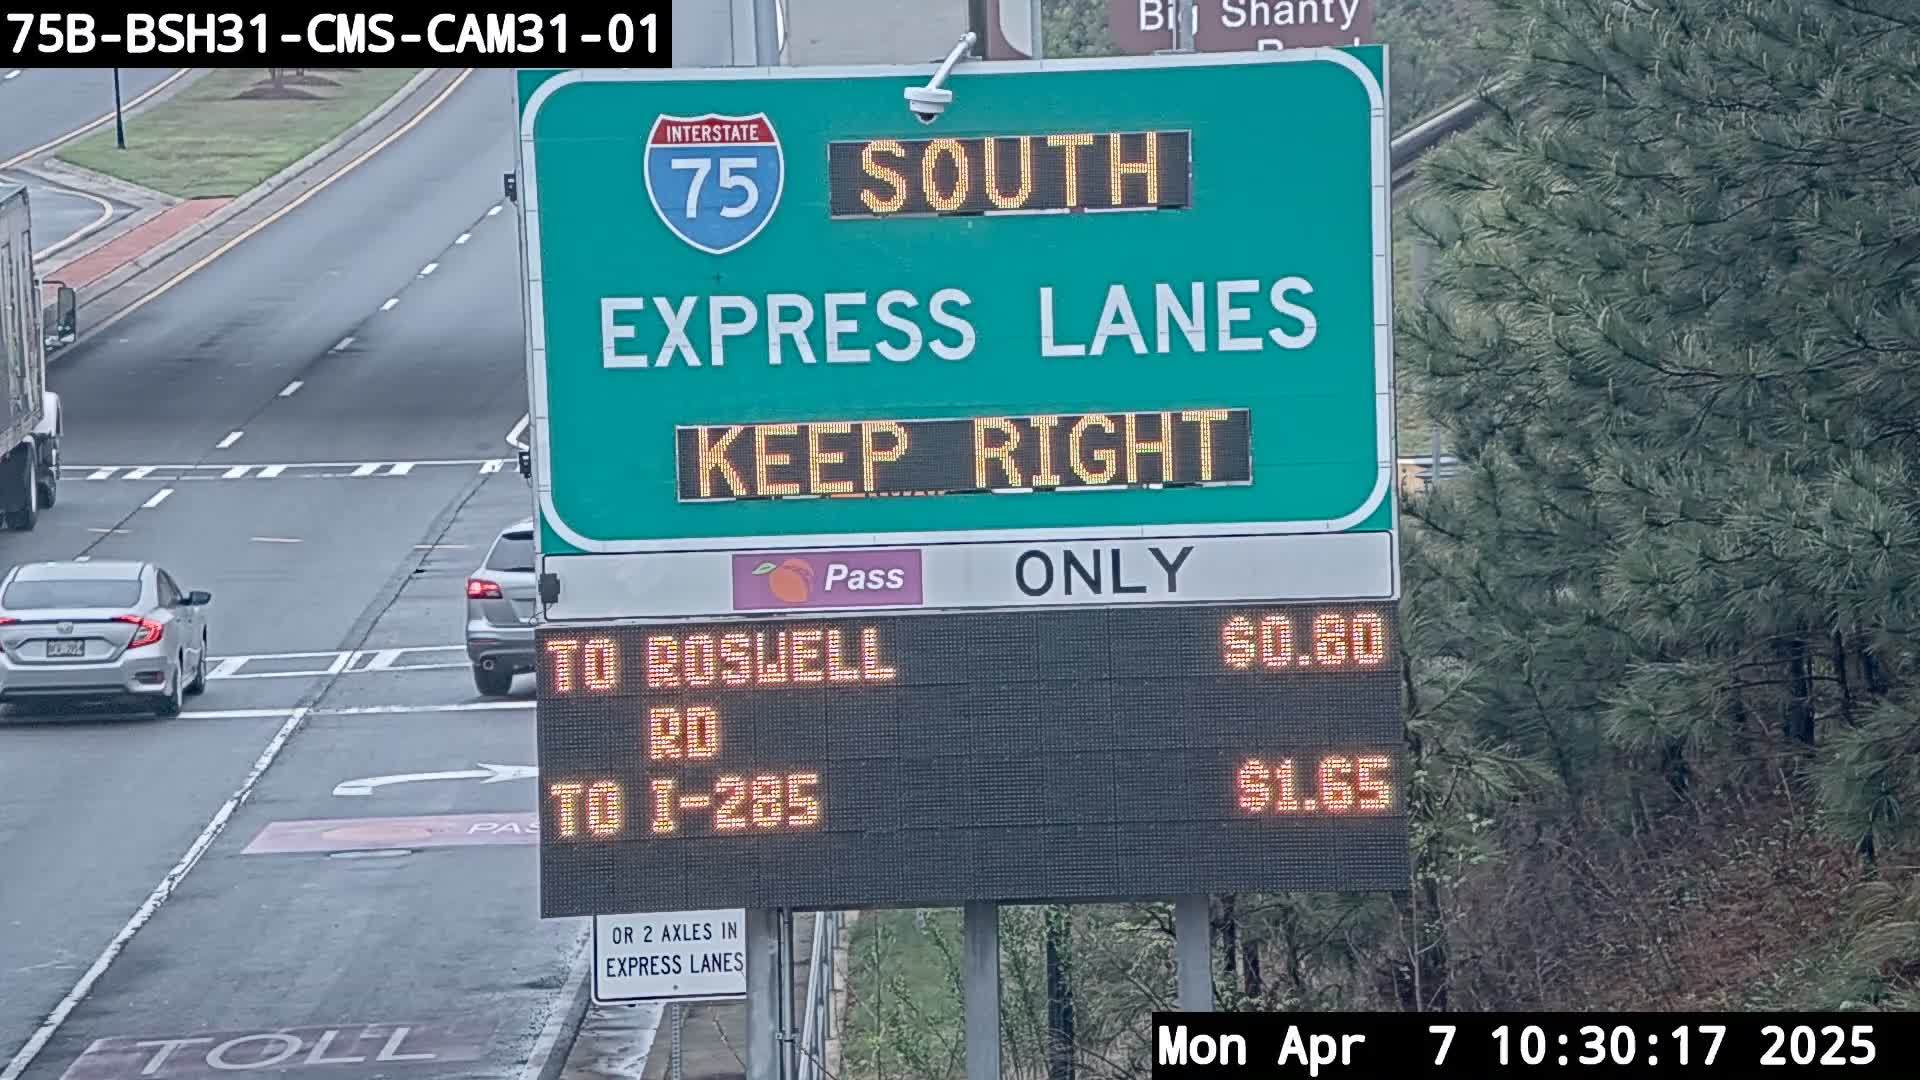 75B-BSH31-CMS-CAM31-01
Big Shanty
INTERSTATE
75
SOUTH
EXPRESS LANES
KEEP RIGHT
Pass ONLY
TO ROSWELL $0.80
RD
TO I-285 $1.65
OR 2 AXLES IN
EXPRESS LANES
TOLL
Mon Apr 7 10:30:17 2025